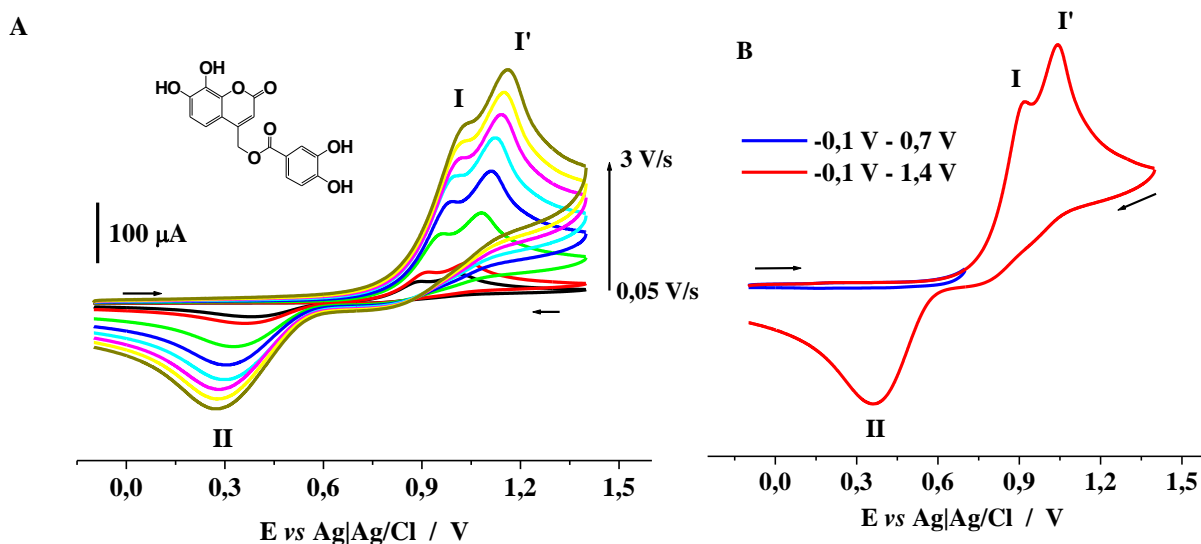 A
OH
HO
O
O
O
O
OH
OH
I
I'
3 V/s
100 µA
0,05 V/s
II
0,0 0,3 0,6 0,9 1,2 1,5
E vs Ag|Ag/Cl / V
B
I'
I
-0,1 V - 0,7 V
-0,1 V - 1,4 V
II
0,0 0,3 0,6 0,9 1,2 1,5
E vs Ag|Ag/Cl / V